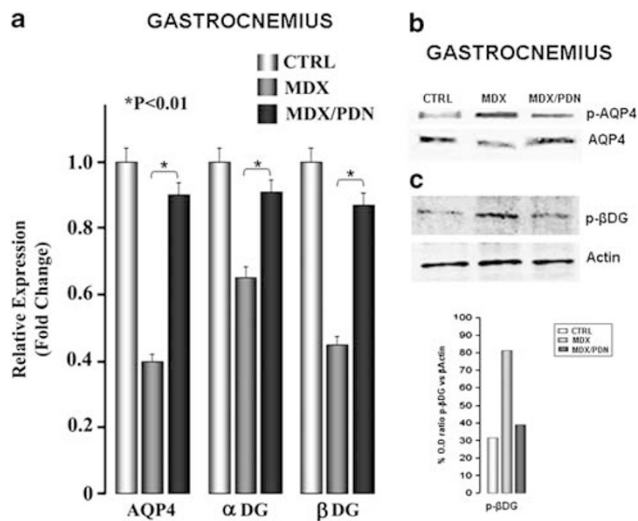 a
GASTROCNEMIUS
*P<0.01
CTRL
MDX
MDX/PDN
Relative Expression
(Fold Change)
1.0
0.8
0.6
0.4
0.2
0
*
*
*
AQP4
α DG
β DG
b
GASTROCNEMIUS
CTRL MDX MDX/PDN
p-AQP4
AQP4
c
p-βDG
Actin
% O.D ratio p-βDG vs βActin
100
90
80
70
60
50
40
30
20
10
0
CTRL
MDX
MDX/PDN
p-βDG